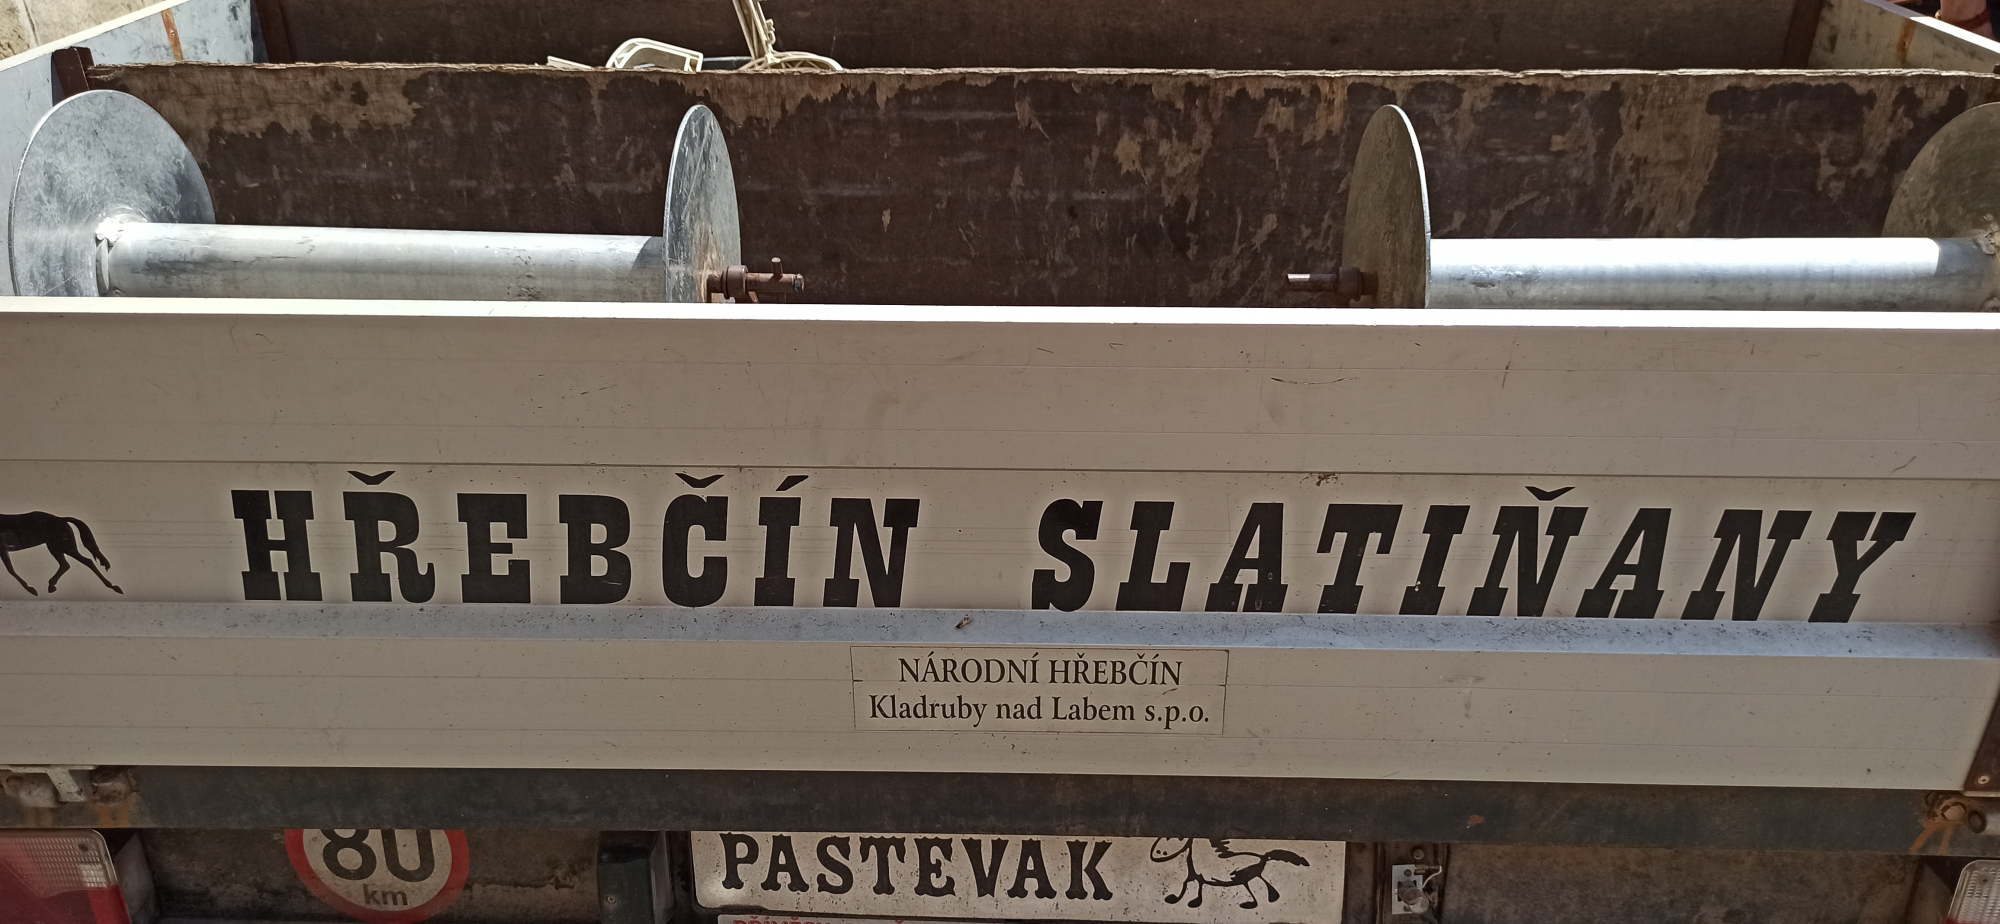 HŘEBČÍN SLATIŇANY
NÁRODNÍ HŘEBČÍN
Kladruby nad Labem s.p.o.
80
km
PASTEVAK